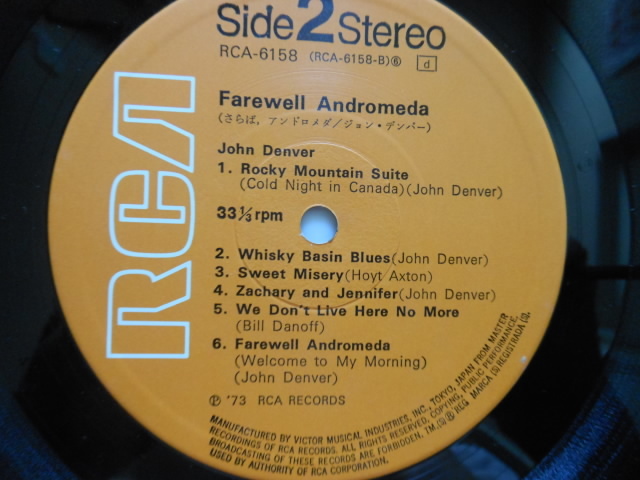 Side 2 Stereo
RCA-6158 (RCA-6158-B)⑥ d
Farewell Andromeda
(さらば,アンドロメダ/ジョン・デンバー)
John Denver
1. Rocky Mountain Suite
(Cold Night in Canada)(John Denver)
33⅓rpm
2. Whisky Basin Blues(John Denver)
3. Sweet Misery(Hoyt Axton)
4. Zachary and Jennifer(John Denver)
5. We Don't Live Here No More
(Bill Danoff)
6. Farewell Andromeda
(Welcome to My Morning)
(John Denver)
℗ '73 RCA RECORDS
RCA
MANUFACTURED BY VICTOR MUSICAL INDUSTRIES, INC., TOKYO, JAPAN FROM MASTER
RECORDINGS OF RCA RECORDS. ALL RIGHTS RESERVED, COPYING, PUBLIC PERFORMANCE,
BROADCASTING OF THESE RECORDS ARE FORBIDDEN. TM.(S)® REG MARCA (S) REGISTRADA (S).
USED BY AUTHORITY OF RCA CORPORATION.